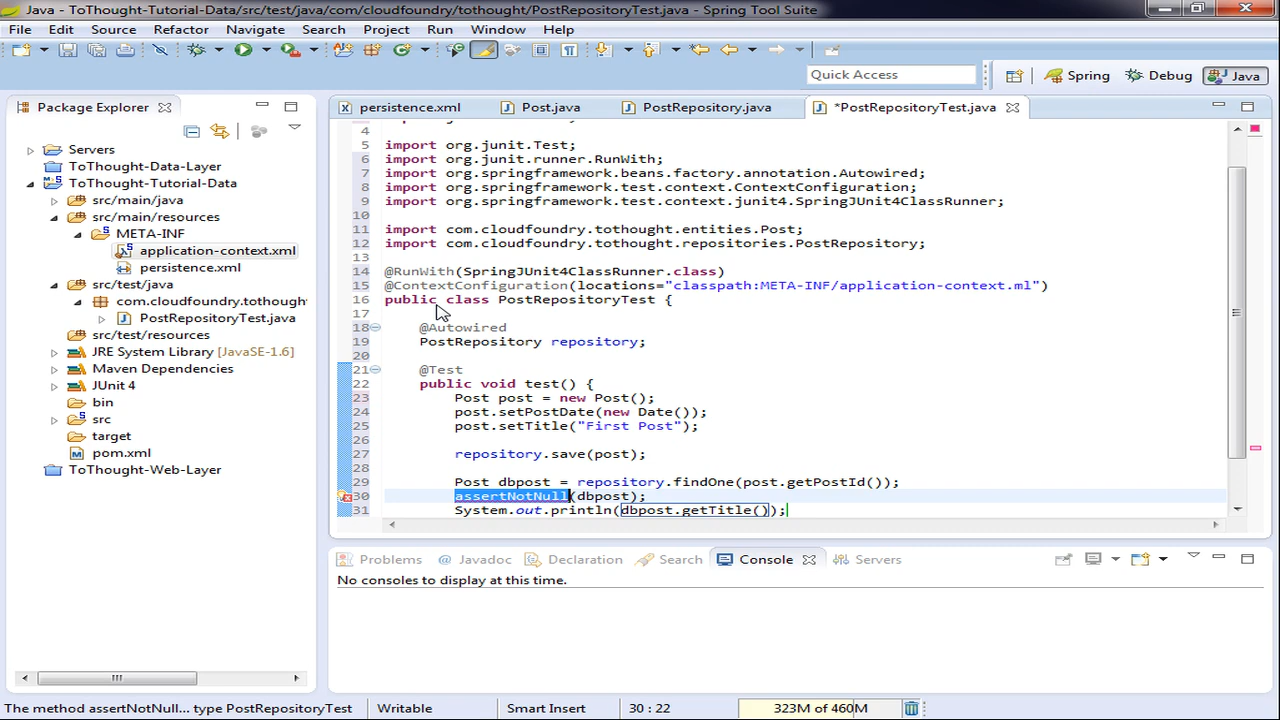 Java - ToThought-Tutorial-Data/src/test/java/com/cloudfoundry/tothought/PostRepositoryTest.java - Spring Tool Suite
File Edit Source Refactor Navigate Search Project Run Window Help
Quick Access Spring Debug Java
Package Explorer
Servers
ToThought-Data-Layer
ToThought-Tutorial-Data
src/main/java
src/main/resources
META-INF
application-context.xml
persistence.xml
src/test/java
com.cloudfoundry.tothought
PostRepositoryTest.java
src/test/resources
JRE System Library [JavaSE-1.6]
Maven Dependencies
JUnit 4
bin
src
target
pom.xml
ToThought-Web-Layer
persistence.xml Post.java PostRepository.java *PostRepositoryTest.java
4
5 import org.junit.Test;
6 import org.junit.runner.RunWith;
7 import org.springframework.beans.factory.annotation.Autowired;
8 import org.springframework.test.context.ContextConfiguration;
9 import org.springframework.test.context.junit4.SpringJUnit4ClassRunner;
10
11 import com.cloudfoundry.tothought.entities.Post;
12 import com.cloudfoundry.tothought.repositories.PostRepository;
13
14 @RunWith(SpringJUnit4ClassRunner.class)
15 @ContextConfiguration(locations="classpath:META-INF/application-context.ml")
16 public class PostRepositoryTest {
17
18 @Autowired
19 PostRepository repository;
20
21 @Test
22 public void test() {
23 Post post = new Post();
24 post.setPostDate(new Date());
25 post.setTitle("First Post");
26
27 repository.save(post);
28
29 Post dbpost = repository.findOne(post.getPostId());
30 assertNotNull(dbpost);
31 System.out.println(dbpost.getTitle());
Problems Javadoc Declaration Search Console Servers
No consoles to display at this time.
The method assertNotNull... type PostRepositoryTest Writable Smart Insert 30 : 22 323M of 460M